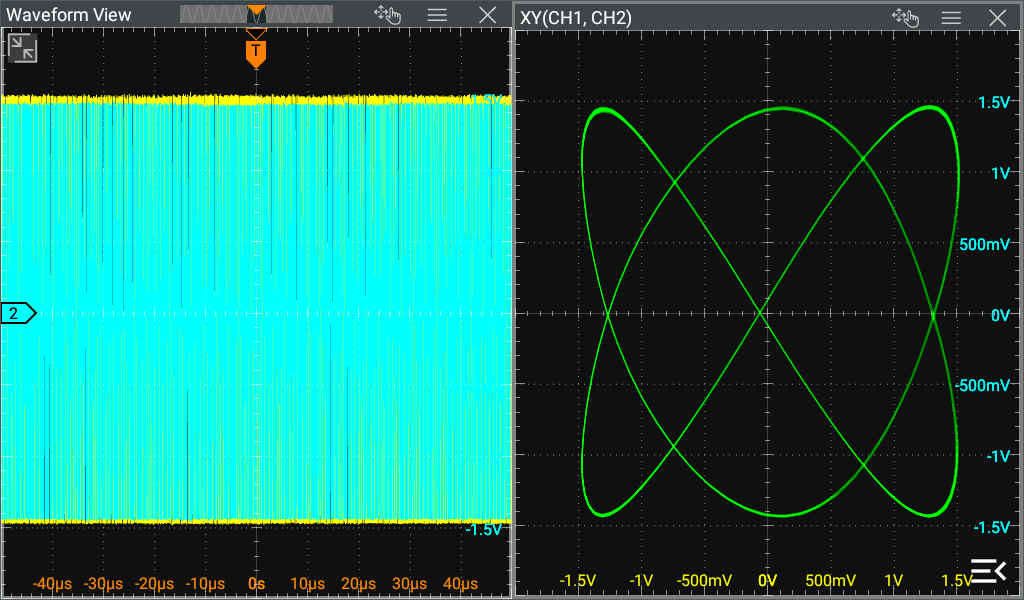 Waveform View
T
1.5V
2
-1.5V
-40µs -30µs -20µs -10µs 0s 10µs 20µs 30µs 40µs
XY(CH1, CH2)
1.5V
1V
500mV
0V
-500mV
-1V
-1.5V
-1.5V -1V -500mV 0V 500mV 1V 1.5V